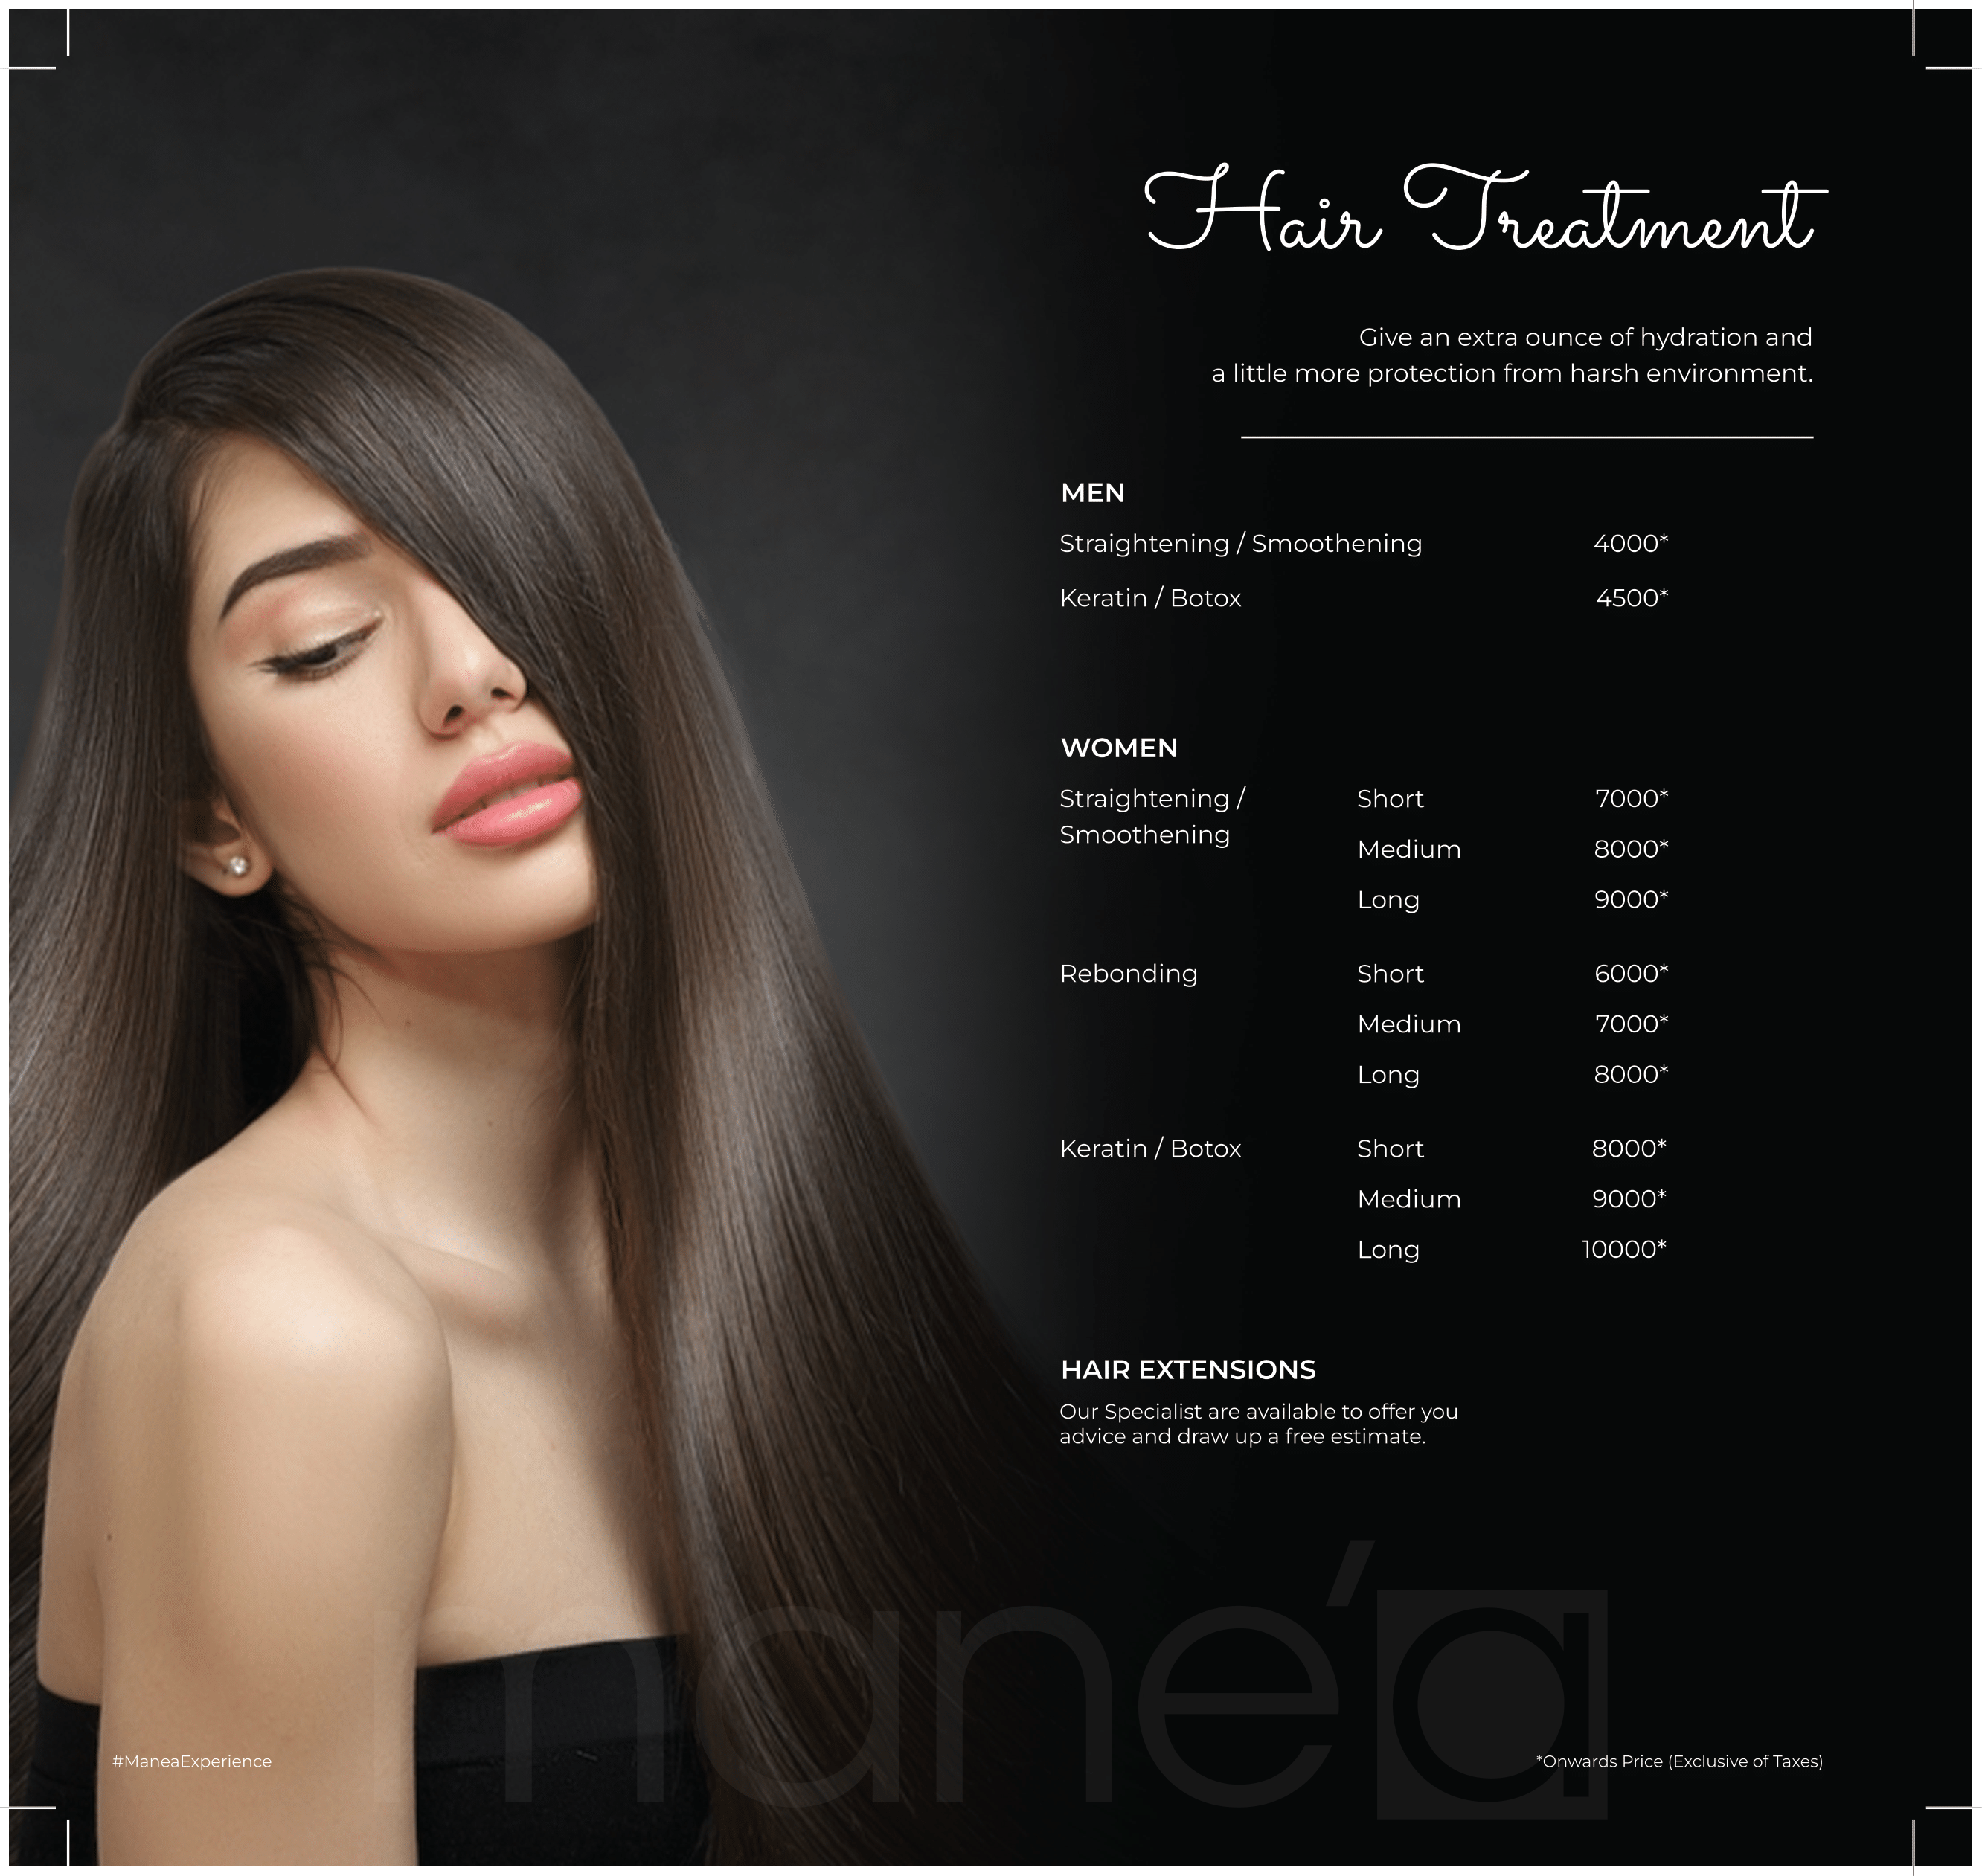 Hair Treatment
Give an extra ounce of hydration and
a little more protection from harsh environment.
MEN
Straightening / Smoothening 4000*
Keratin / Botox 4500*
WOMEN
Straightening / Short 7000*
Smoothening
Medium 8000*
Long 9000*
Rebonding Short 6000*
Medium 7000*
Long 8000*
Keratin / Botox Short 8000*
Medium 9000*
Long 10000*
HAIR EXTENSIONS
Our Specialist are available to offer you
advice and draw up a free estimate.
mane'a
#ManeaExperience
*Onwards Price (Exclusive of Taxes)